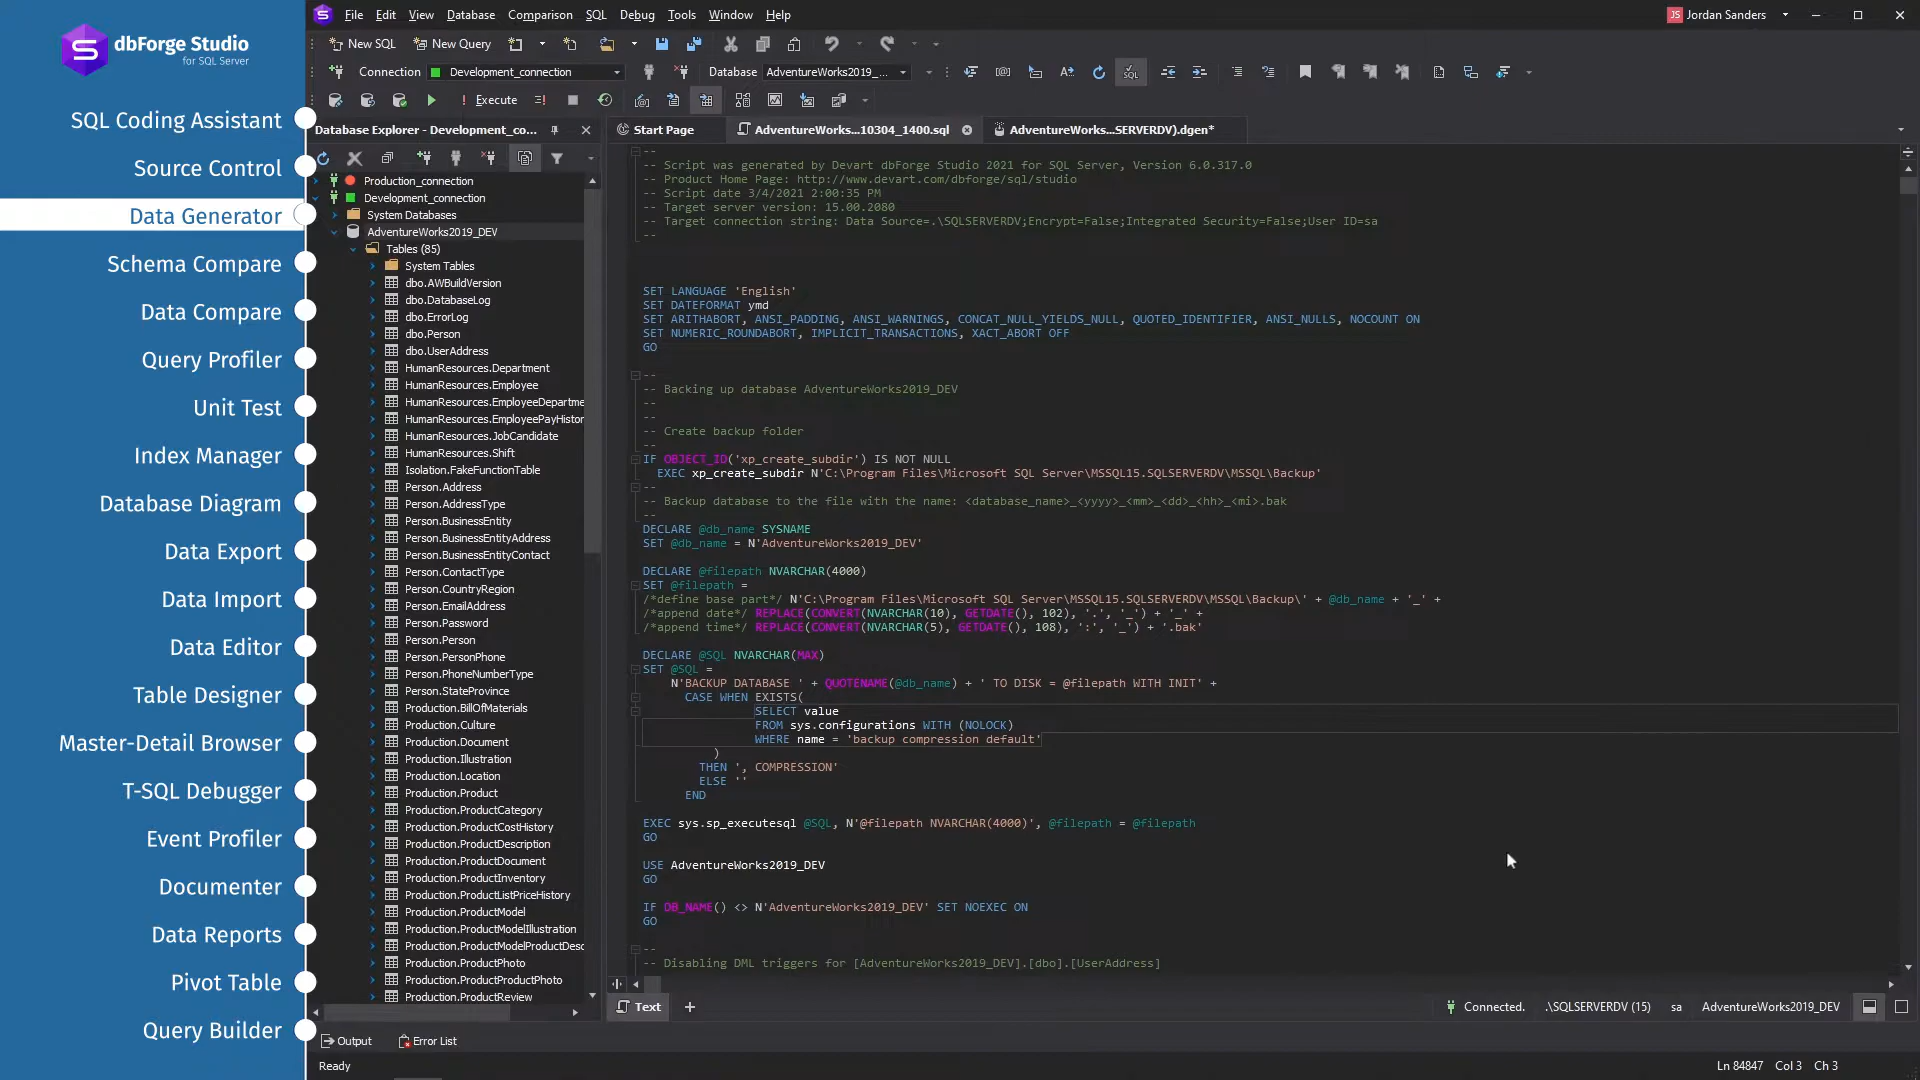 dbForge Studio
for SQL Server
SQL Coding Assistant
Source Control
Data Generator
Schema Compare
Data Compare
Query Profiler
Unit Test
Index Manager
Database Diagram
Data Export
Data Import
Data Editor
Table Designer
Master-Detail Browser
T-SQL Debugger
Event Profiler
Documenter
Data Reports
Pivot Table
Query Builder
File Edit View Database Comparison SQL Debug Tools Window Help
JS Jordan Sanders
New SQL New Query
Connection Development_connection Database AdventureWorks2019_...
Execute
Database Explorer - Development_co...
Production_connection
Development_connection
System Databases
AdventureWorks2019_DEV
Tables (85)
System Tables
dbo.AWBuildVersion
dbo.DatabaseLog
dbo.ErrorLog
dbo.Person
dbo.UserAddress
HumanResources.Department
HumanResources.Employee
HumanResources.EmployeeDepartme
HumanResources.EmployeePayHistor
HumanResources.JobCandidate
HumanResources.Shift
Isolation.FakeFunctionTable
Person.Address
Person.AddressType
Person.BusinessEntity
Person.BusinessEntityAddress
Person.BusinessEntityContact
Person.ContactType
Person.CountryRegion
Person.EmailAddress
Person.Password
Person.Person
Person.PersonPhone
Person.PhoneNumberType
Person.StateProvince
Production.BillOfMaterials
Production.Culture
Production.Document
Production.Illustration
Production.Location
Production.Product
Production.ProductCategory
Production.ProductCostHistory
Production.ProductDescription
Production.ProductDocument
Production.ProductInventory
Production.ProductListPriceHistory
Production.ProductModel
Production.ProductModelIllustration
Production.ProductModelProductDesc
Production.ProductPhoto
Production.ProductProductPhoto
Production.ProductReview
Start Page AdventureWorks...10304_1400.sql AdventureWorks...SERVERDV).dgen*
--
-- Script was generated by Devart dbForge Studio 2021 for SQL Server, Version 6.0.317.0
-- Product Home Page: http://www.devart.com/dbforge/sql/studio
-- Script date 3/4/2021 2:00:35 PM
-- Target server version: 15.00.2080
-- Target connection string: Data Source=.\SQLSERVERDV;Encrypt=False;Integrated Security=False;User ID=sa
--
SET LANGUAGE 'English'
SET DATEFORMAT ymd
SET ARITHABORT, ANSI_PADDING, ANSI_WARNINGS, CONCAT_NULL_YIELDS_NULL, QUOTED_IDENTIFIER, ANSI_NULLS, NOCOUNT ON
SET NUMERIC_ROUNDABORT, IMPLICIT_TRANSACTIONS, XACT_ABORT OFF
GO
--
-- Backing up database AdventureWorks2019_DEV
--
--
-- Create backup folder
--
IF OBJECT_ID('xp_create_subdir') IS NOT NULL
EXEC xp_create_subdir N'C:\Program Files\Microsoft SQL Server\MSSQL15.SQLSERVERDV\MSSQL\Backup'
--
-- Backup database to the file with the name: <database_name>_<yyyy>_<mm>_<dd>_<hh>_<mi>.bak
--
DECLARE @db_name SYSNAME
SET @db_name = N'AdventureWorks2019_DEV'
DECLARE @filepath NVARCHAR(4000)
SET @filepath =
/*define base part*/ N'C:\Program Files\Microsoft SQL Server\MSSQL15.SQLSERVERDV\MSSQL\Backup\' + @db_name + '_' +
/*append date*/ REPLACE(CONVERT(NVARCHAR(10), GETDATE(), 102), '.', '_') + '_' +
/*append time*/ REPLACE(CONVERT(NVARCHAR(5), GETDATE(), 108), ':', '_') + '.bak'
DECLARE @SQL NVARCHAR(MAX)
SET @SQL =
N'BACKUP DATABASE ' + QUOTENAME(@db_name) + ' TO DISK = @filepath WITH INIT' +
CASE WHEN EXISTS(
SELECT value
FROM sys.configurations WITH (NOLOCK)
WHERE name = 'backup compression default'
)
THEN ', COMPRESSION'
ELSE ''
END
EXEC sys.sp_executesql @SQL, N'@filepath NVARCHAR(4000)', @filepath = @filepath
GO
USE AdventureWorks2019_DEV
GO
IF DB_NAME() <> N'AdventureWorks2019_DEV' SET NOEXEC ON
GO
--
-- Disabling DML triggers for [AdventureWorks2019_DEV].[dbo].[UserAddress]
Text
Connected. .\SQLSERVERDV (15) sa AdventureWorks2019_DEV
Output Error List
Ready
Ln 84847 Col 3 Ch 3